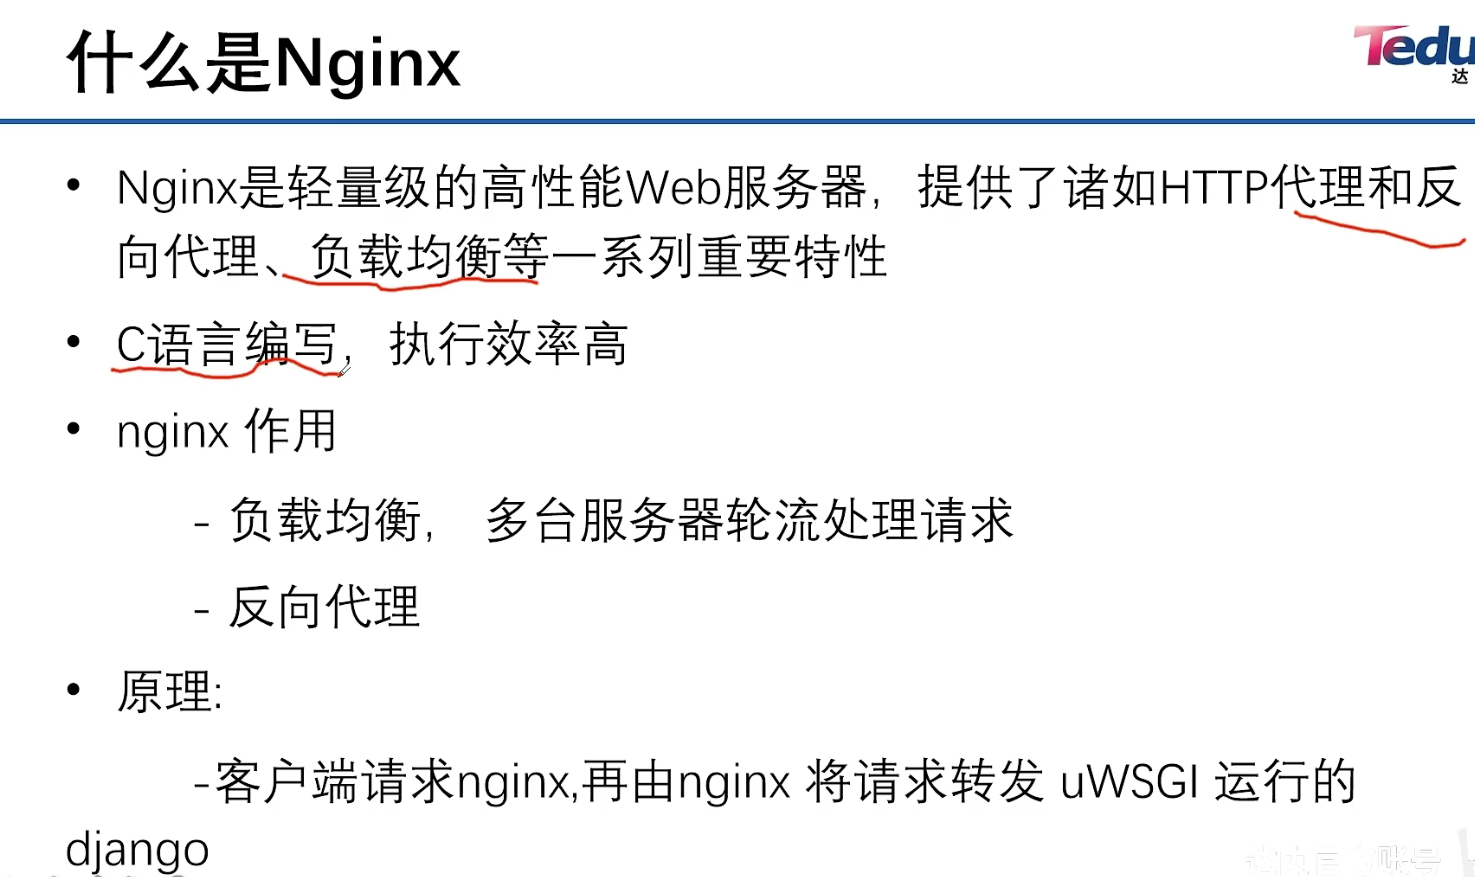 什么是Nginx
Tedu
达
• Nginx是轻量级的高性能Web服务器，提供了诸如HTTP代理和反
向代理、负载均衡等一系列重要特性
• C语言编写，执行效率高
• nginx 作用
- 负载均衡， 多台服务器轮流处理请求
- 反向代理
• 原理:
-客户端请求nginx,再由nginx 将请求转发 uWSGI 运行的
django